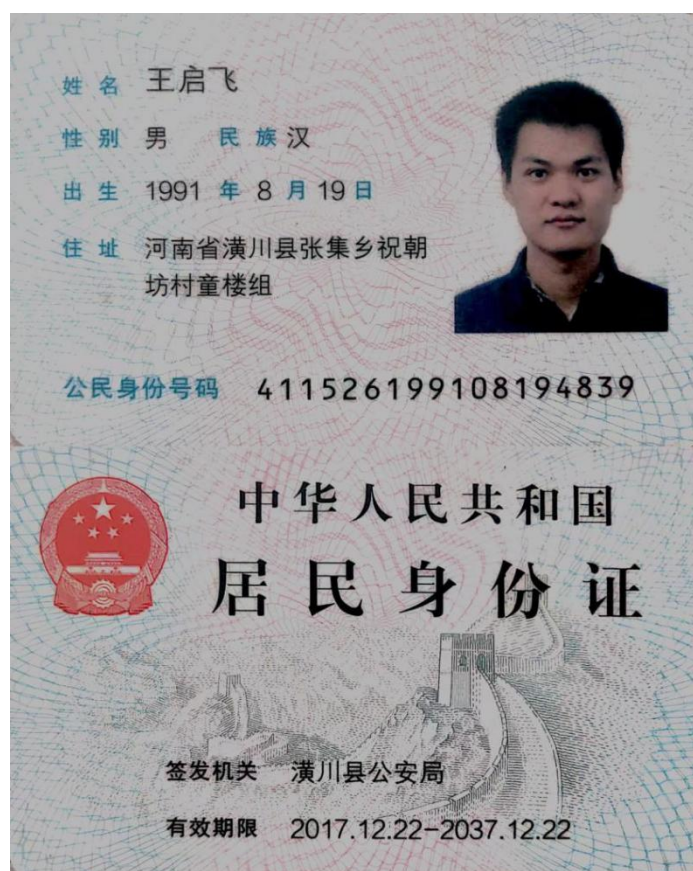 姓名 王启飞
性别 男 民族 汉
出生 1991 年 8 月 19 日
住址 河南省潢川县张集乡祝朝
坊村童楼组
公民身份号码 411526199108194839
中华人民共和国
居民身份证
签发机关 潢川县公安局
有效期限 2017.12.22-2037.12.22